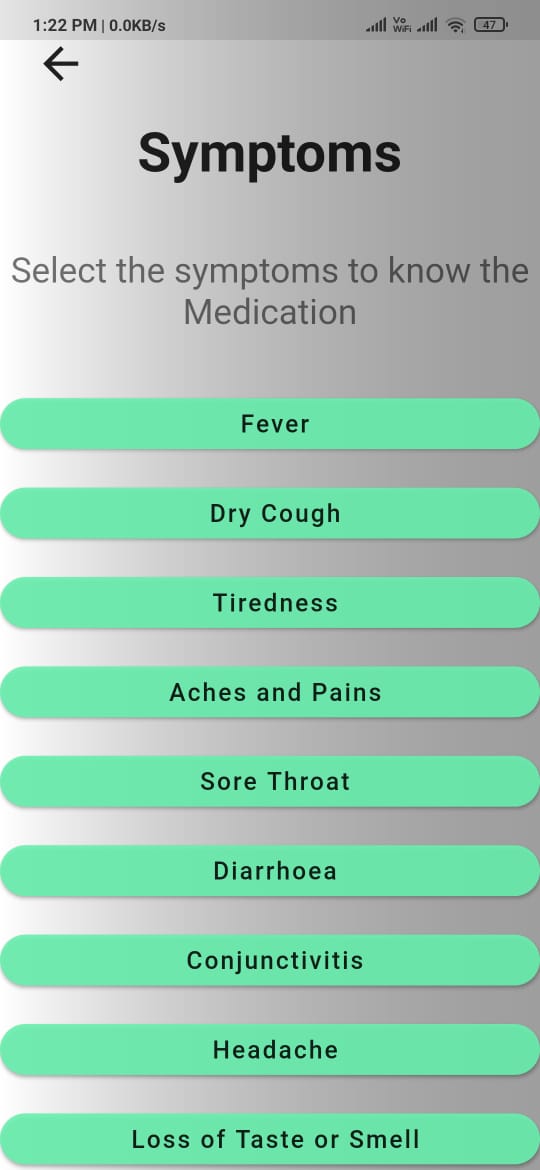 1:22 PM | 0.0KB/s
Vo
WiFi
47
Symptoms
Select the symptoms to know the
Medication
Fever
Dry Cough
Tiredness
Aches and Pains
Sore Throat
Diarrhoea
Conjunctivitis
Headache
Loss of Taste or Smell